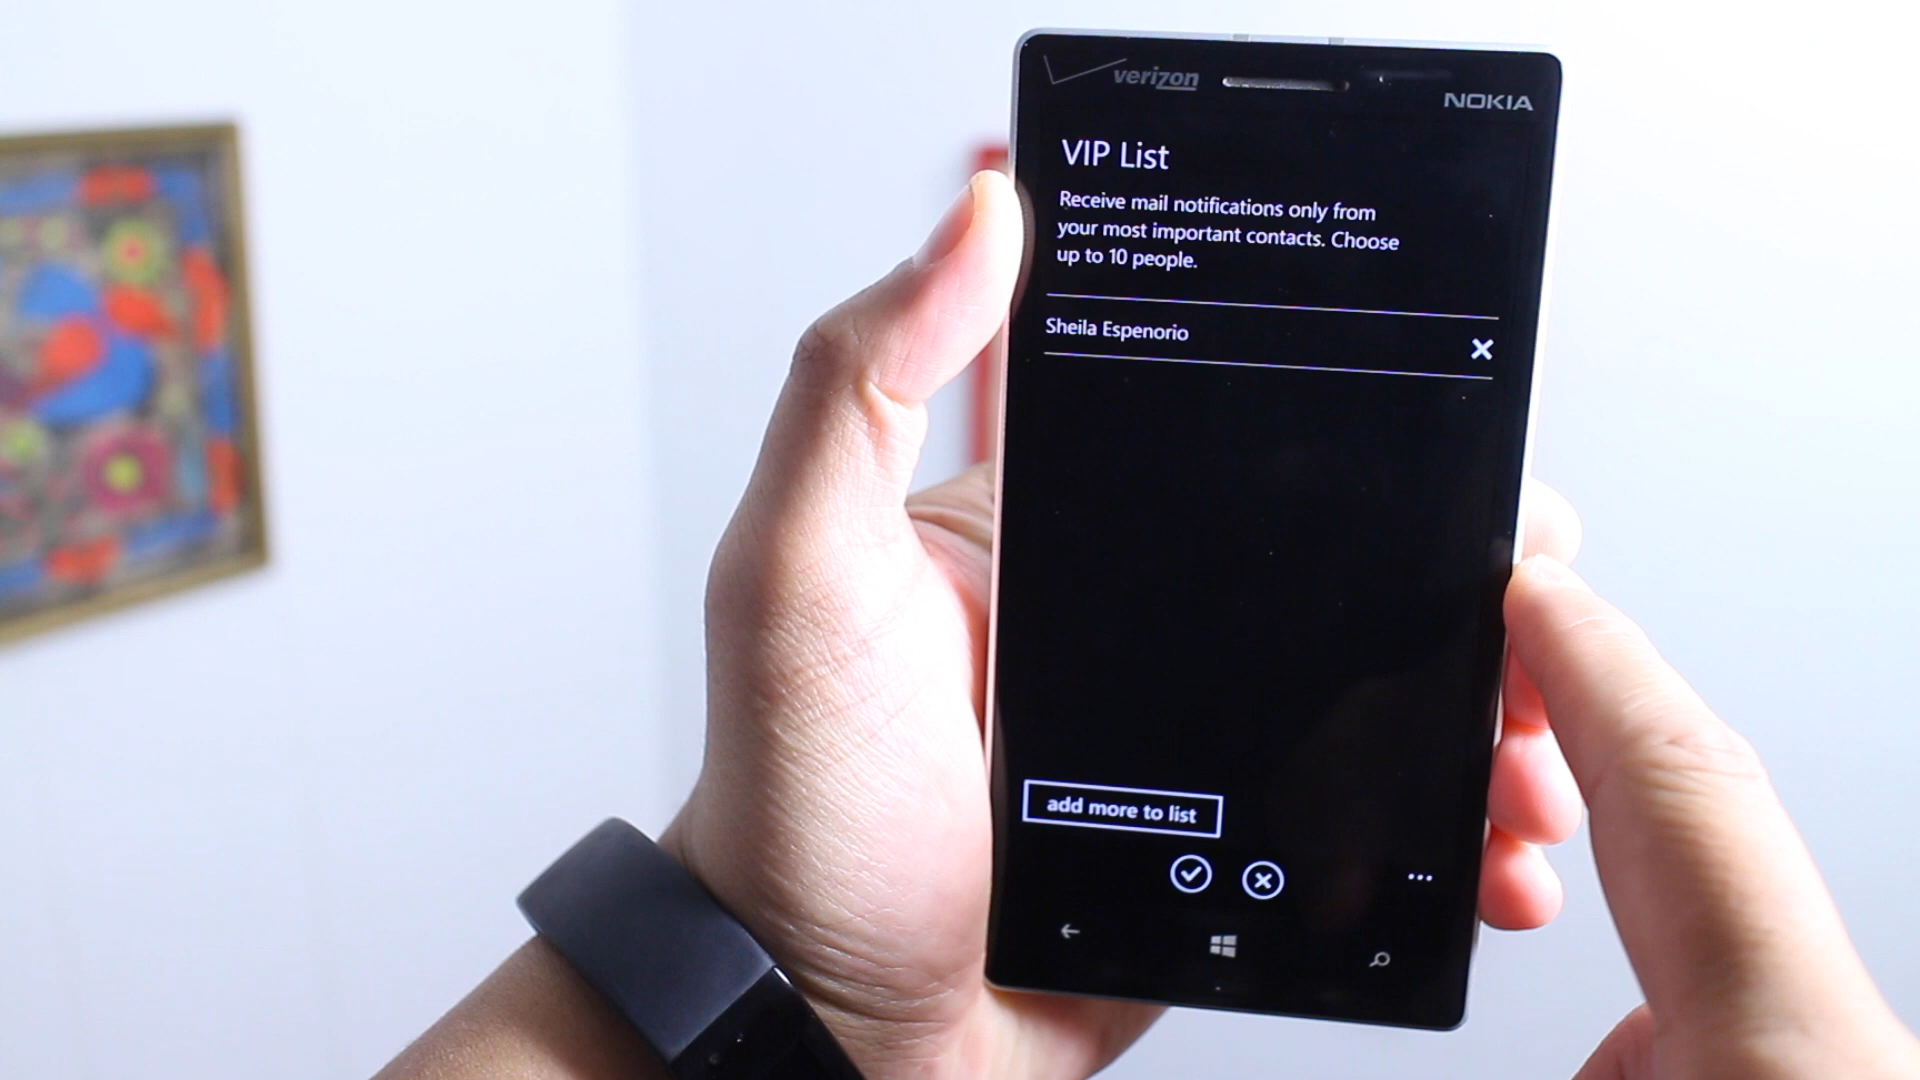 verizon
NOKIA
VIP List
Receive mail notifications only from
your most important contacts. Choose
up to 10 people.
Sheila Espenorio
add more to list